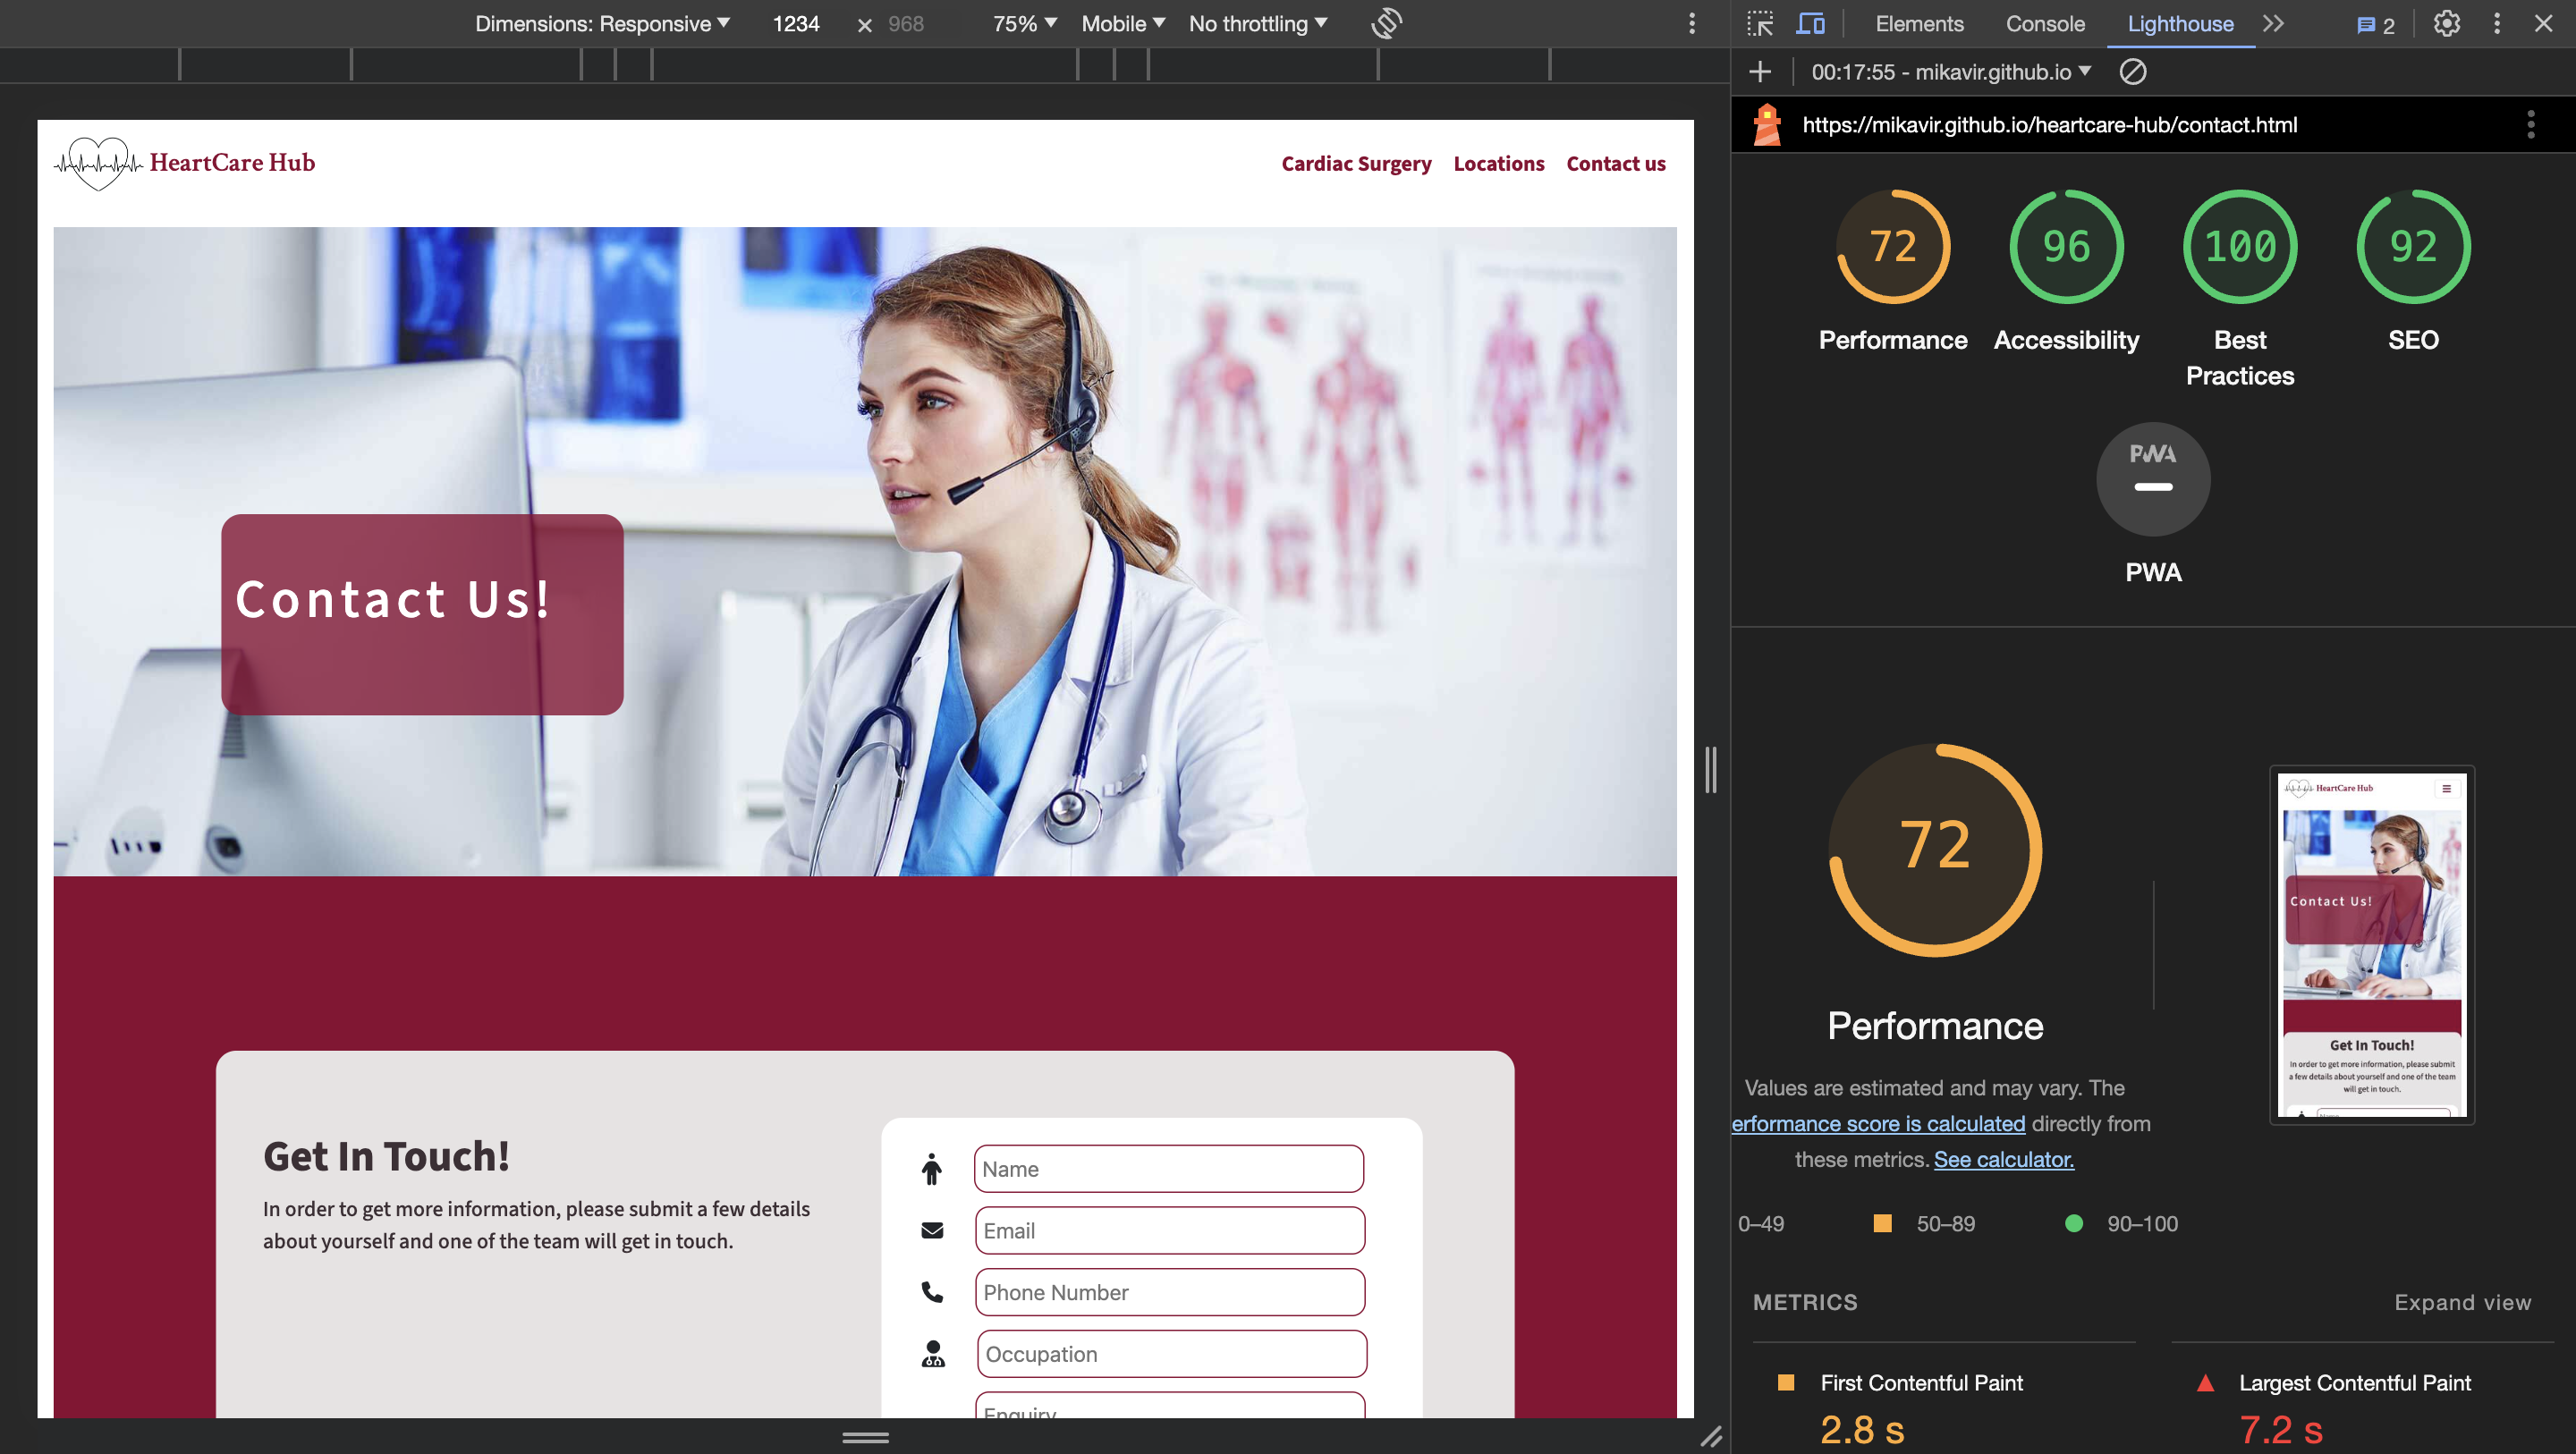 Dimensions: Responsive 1234 × 968 75% Mobile No throttling
Elements Console Lighthouse 2
00:17:55 - mikavir.github.io
https://mikavir.github.io/heartcare-hub/contact.html
HeartCare Hub
Cardiac Surgery Locations Contact us
Contact Us!
Get In Touch!
In order to get more information, please submit a few details
about yourself and one of the team will get in touch.
Name
Email
Phone Number
Occupation
Enquiry
72 96 100 92
Performance Accessibility Best Practices SEO
PWA
PWA
72
Performance
Values are estimated and may vary. The
erformance score is calculated directly from
these metrics. See calculator.
0–49 50–89 90–100
HeartCare Hub
Contact Us!
Get In Touch!
In order to get more information, please submit
a few details about yourself and one of the team
will get in touch.
Name
METRICS Expand view
First Contentful Paint
2.8 s
Largest Contentful Paint
7.2 s